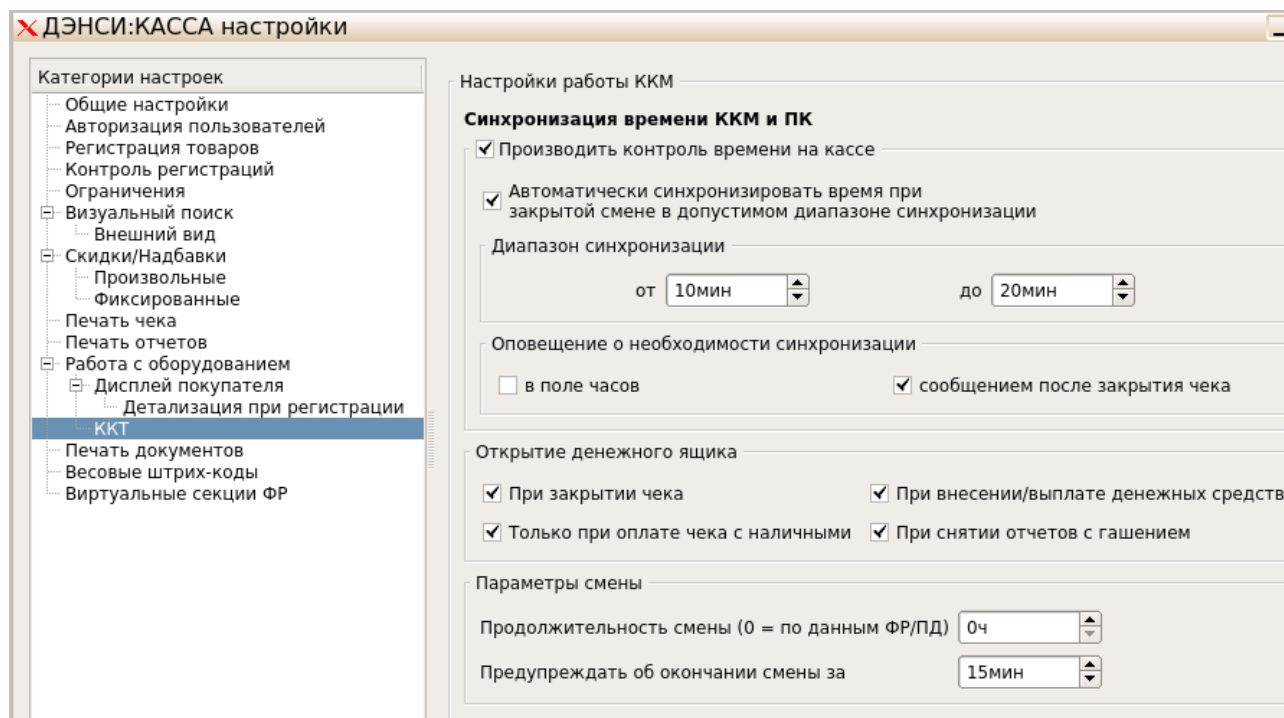 ДЭНСИ:КАССА настройки
Категории настроек
Общие настройки
Авторизация пользователей
Регистрация товаров
Контроль регистраций
Ограничения
Визуальный поиск
Внешний вид
Скидки/Надбавки
Произвольные
Фиксированные
Печать чека
Печать отчетов
Работа с оборудованием
Дисплей покупателя
Детализация при регистрации
ККТ
Печать документов
Весовые штрих-коды
Виртуальные секции ФР
Настройки работы ККМ
Синхронизация времени ККМ и ПК
Производить контроль времени на кассе
Автоматически синхронизировать время при
закрытой смене в допустимом диапазоне синхронизации
Диапазон синхронизации
от 10мин до 20мин
Оповещение о необходимости синхронизации
в поле часов сообщением после закрытия чека
Открытие денежного ящика
При закрытии чека При внесении/выплате денежных средств
Только при оплате чека с наличными При снятии отчетов с гашением
Параметры смены
Продолжительность смены (0 = по данным ФР/ПД) 0ч
Предупреждать об окончании смены за 15мин